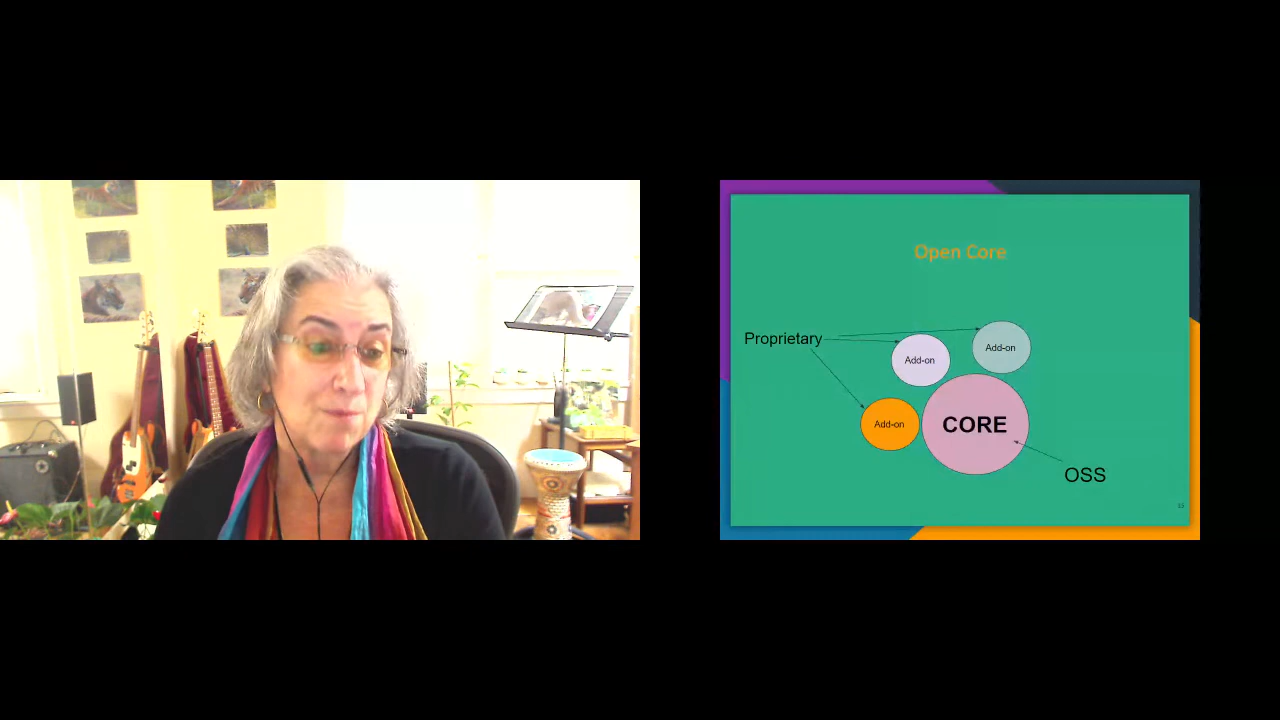 Open Core
Proprietary
Add-on
Add-on
Add-on
CORE
OSS